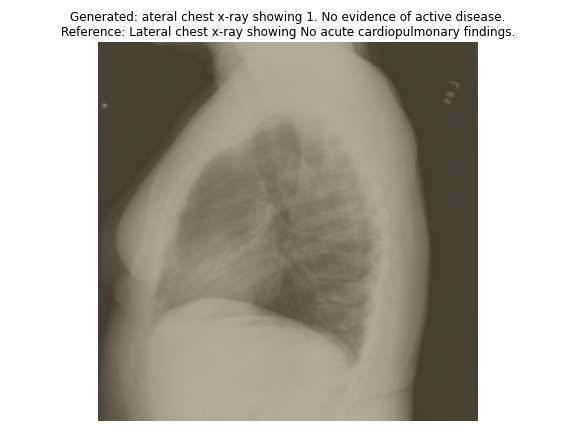 Generated: ateral chest x-ray showing 1. No evidence of active disease.
Reference: Lateral chest x-ray showing No acute cardiopulmonary findings.